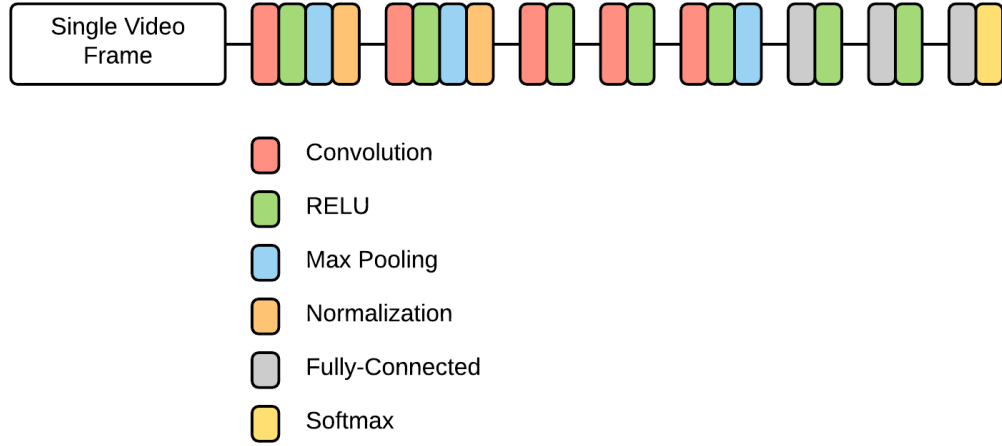 Single Video
Frame
Convolution
RELU
Max Pooling
Normalization
Fully-Connected
Softmax